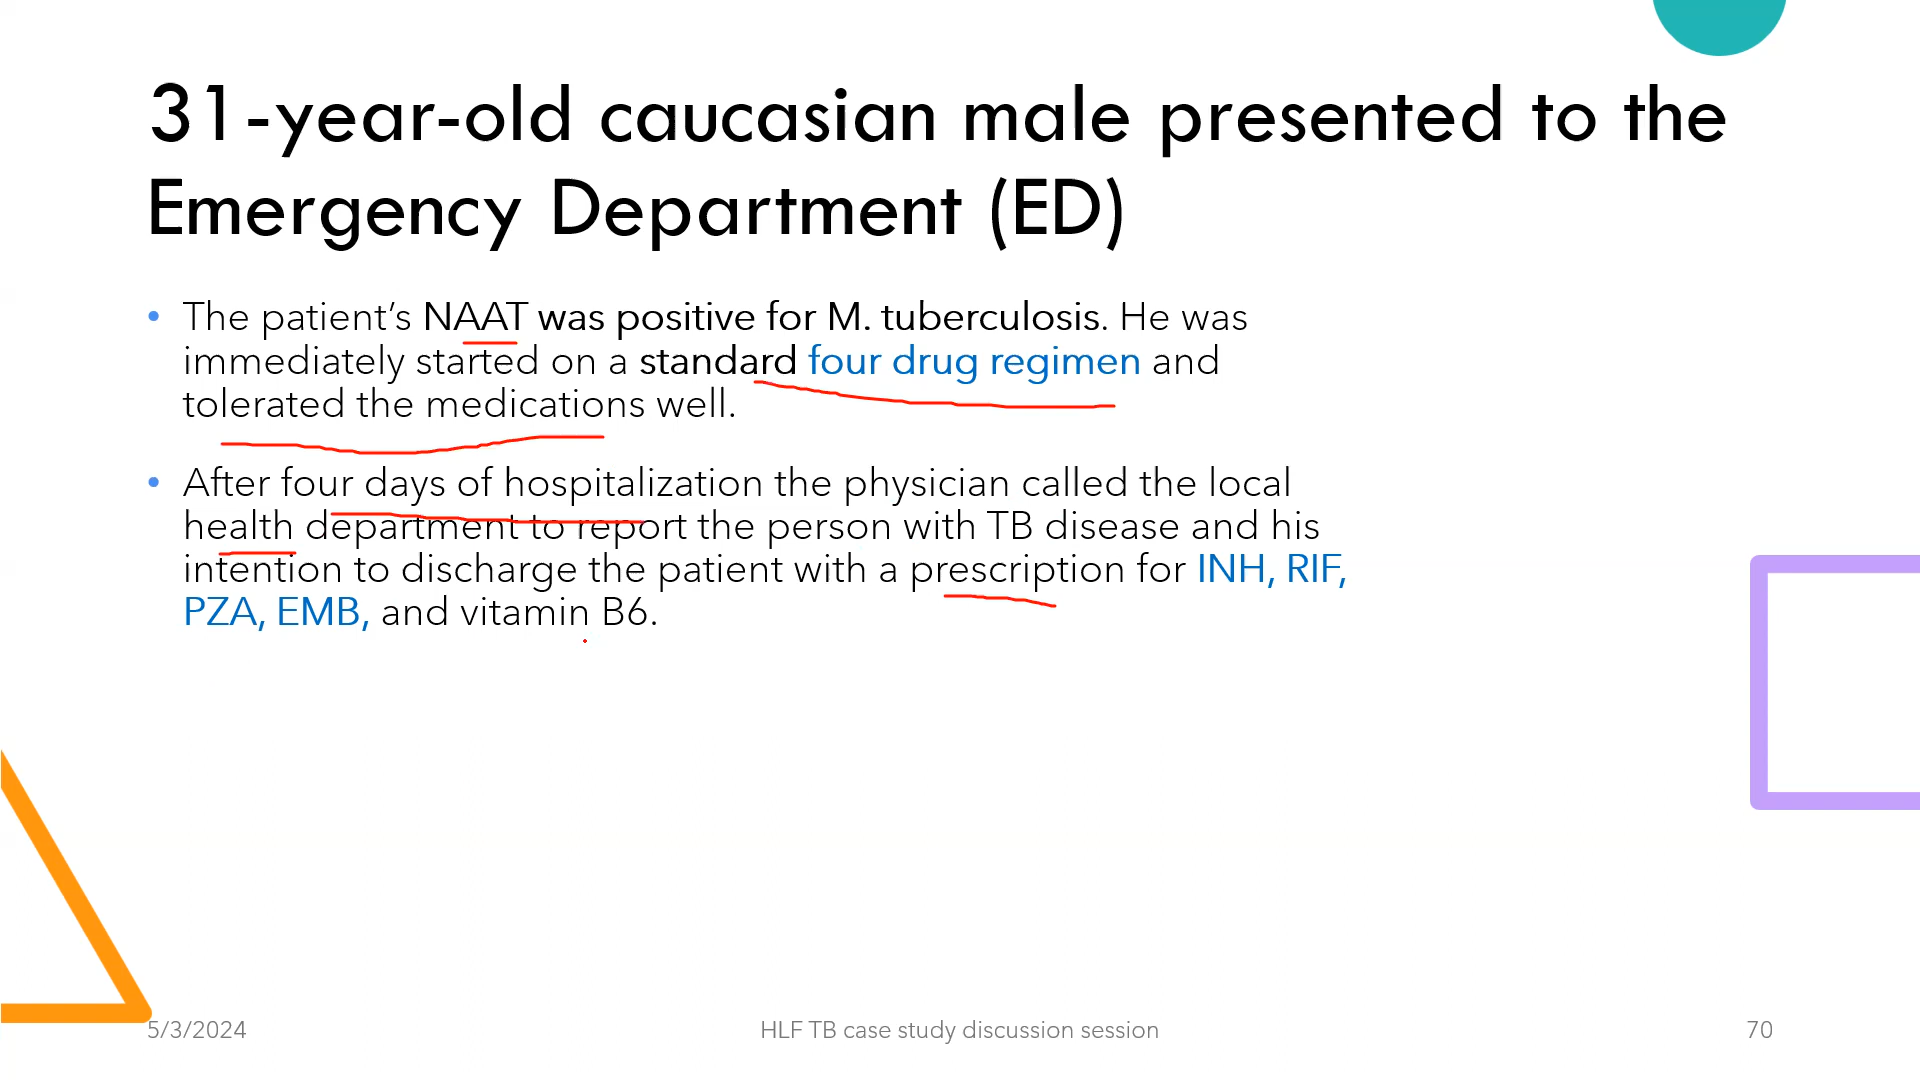 31-year-old caucasian male presented to the
Emergency Department (ED)
• The patient’s NAAT was positive for M. tuberculosis. He was
immediately started on a standard four drug regimen and
tolerated the medications well.
• After four days of hospitalization the physician called the local
health department to report the person with TB disease and his
intention to discharge the patient with a prescription for INH, RIF,
PZA, EMB, and vitamin B6.
5/3/2024
HLF TB case study discussion session
70